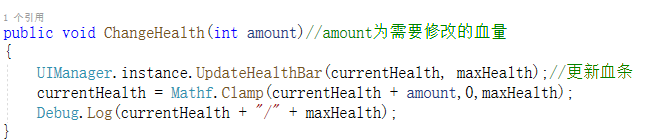 1 个引用
public void ChangeHealth(int amount)//amount为需要修改的血量
{
UIManager.instance.UpdateHealthBar(currentHealth, maxHealth);//更新血条
currentHealth = Mathf.Clamp(currentHealth + amount,0,maxHealth);
Debug.Log(currentHealth + "/" + maxHealth);
}